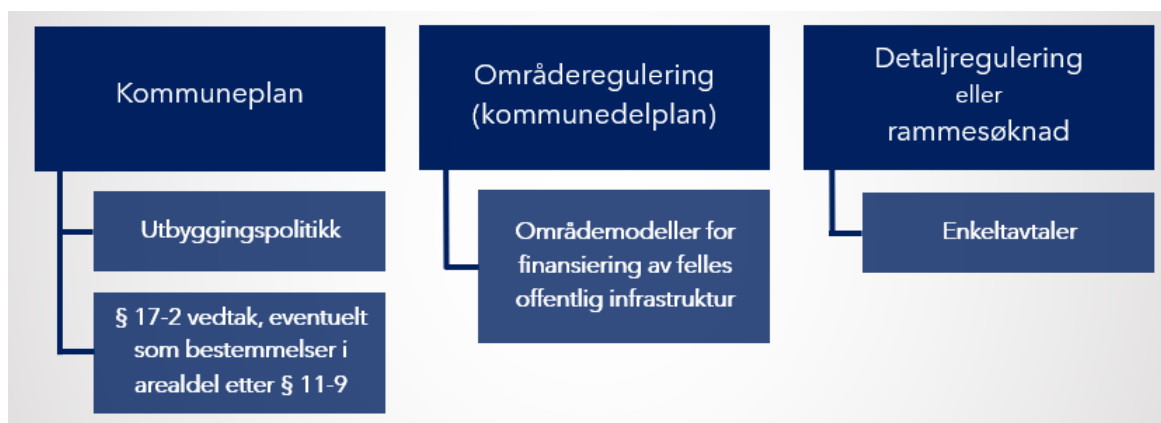 Kommuneplan
Utbyggingspolitikk
§ 17-2 vedtak, eventuelt
som bestemmelser i
arealdel etter § 11-9
Områderegulering
(kommunedelplan)
Områdemodeller for
finansiering av felles
offentlig infrastruktur
Detaljregulering
eller
rammesøknad
Enkeltavtaler